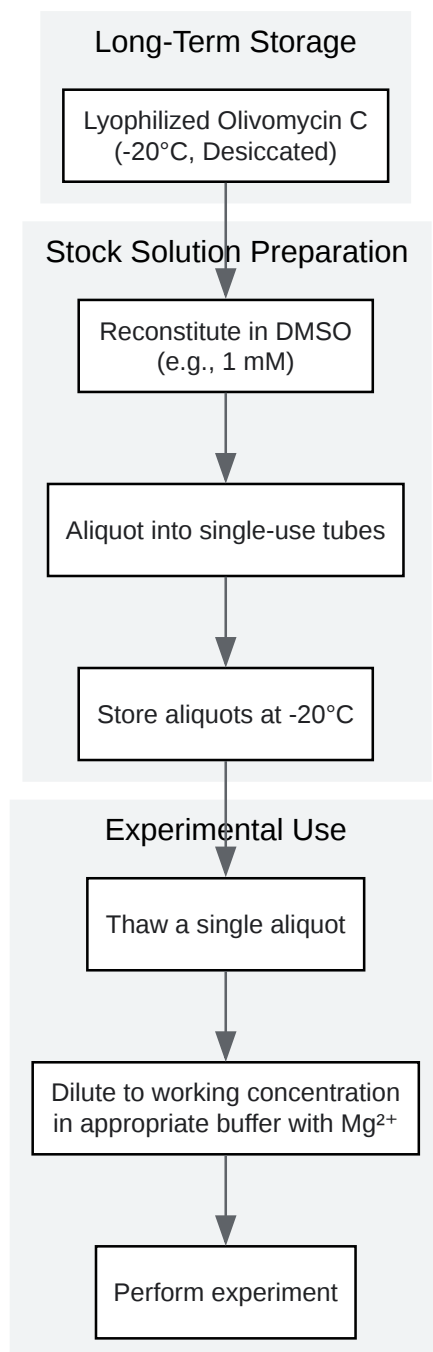 Long-Term Storage
Lyophilized Olivomycin C
(-20°C, Desiccated)
Stock Solution Preparation
Reconstitute in DMSO
(e.g., 1 mM)
Aliquot into single-use tubes
Store aliquots at -20°C
Experimental Use
Thaw a single aliquot
Dilute to working concentration
in appropriate buffer with Mg²⁺
Perform experiment